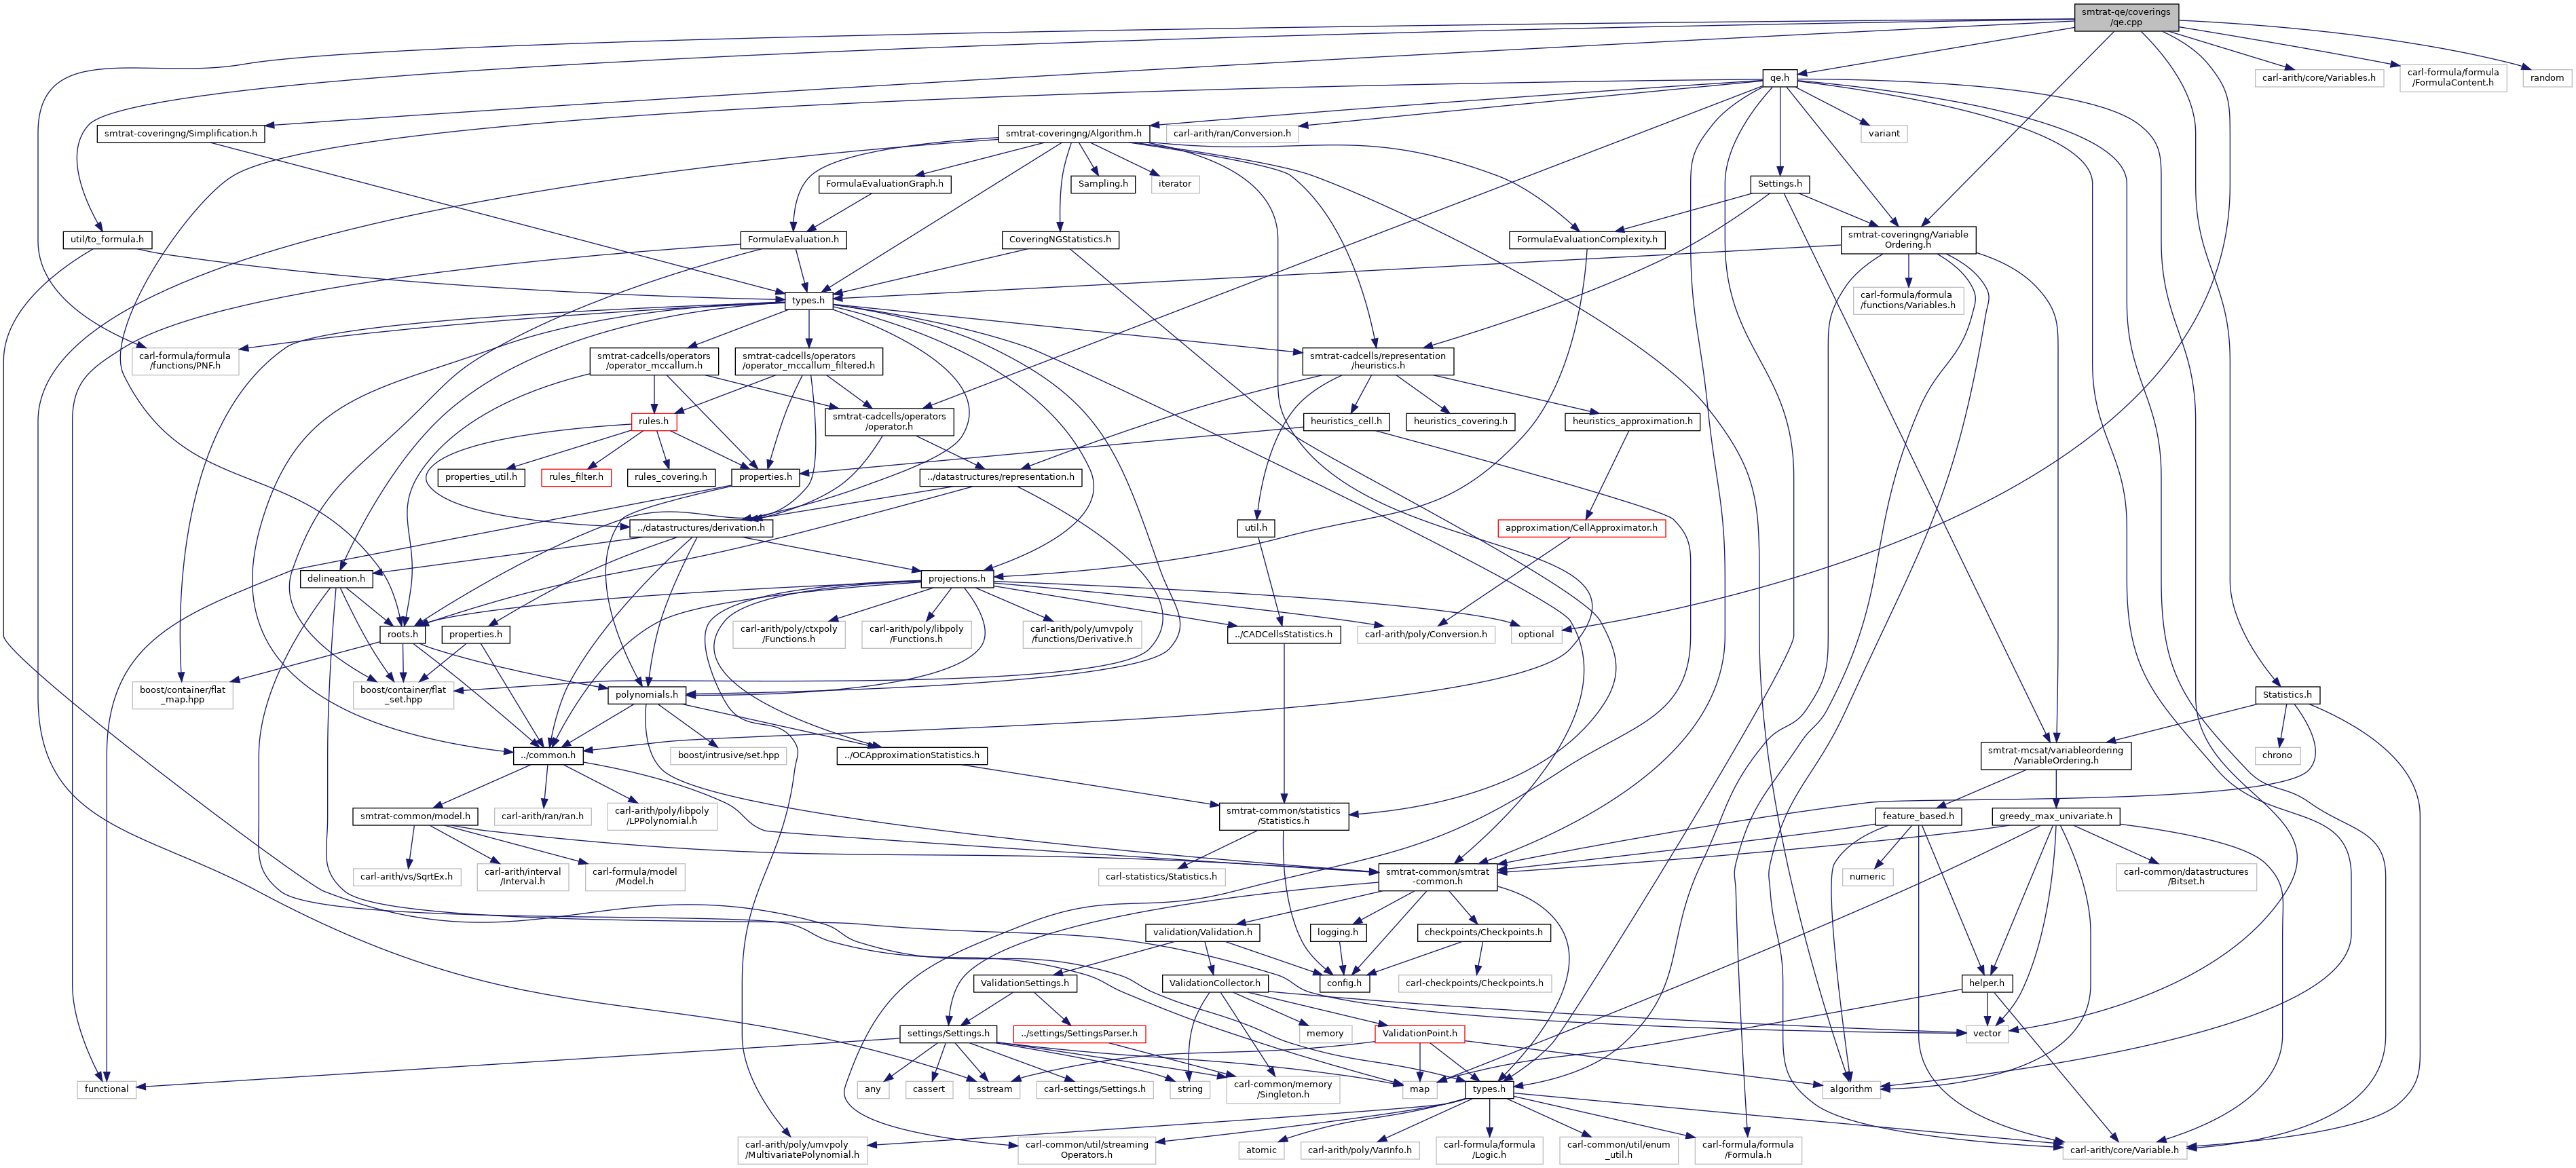 smtrat-qe/coverings
/qe.cpp
qe.h
carl-arith/core/Variables.h
carl-formula/formula
/FormulaContent.h
random
smtrat-coveringng/Simplification.h
smtrat-coveringng/Algorithm.h
carl-arith/ran/Conversion.h
variant
FormulaEvaluationGraph.h
Sampling.h
iterator
Settings.h
util/to_formula.h
FormulaEvaluation.h
CoveringNGStatistics.h
FormulaEvaluationComplexity.h
smtrat-coveringng/Variable
Ordering.h
types.h
carl-formula/formula
/functions/Variables.h
carl-formula/formula
/functions/PNF.h
smtrat-cadcells/operators
/operator_mccallum.h
smtrat-cadcells/operators
/operator_mccallum_filtered.h
smtrat-cadcells/representation
/heuristics.h
rules.h
smtrat-cadcells/operators
/operator.h
heuristics_cell.h
heuristics_covering.h
heuristics_approximation.h
properties_util.h
rules_filter.h
rules_covering.h
properties.h
../datastructures/representation.h
../datastructures/derivation.h
util.h
approximation/CellApproximator.h
delineation.h
projections.h
roots.h
properties.h
carl-arith/poly/ctxpoly
/Functions.h
carl-arith/poly/libpoly
/Functions.h
carl-arith/poly/umvpoly
/functions/Derivative.h
../CADCellsStatistics.h
carl-arith/poly/Conversion.h
optional
boost/container/flat
_map.hpp
boost/container/flat
_set.hpp
polynomials.h
Statistics.h
../common.h
boost/intrusive/set.hpp
../OCApproximationStatistics.h
smtrat-mcsat/variableordering
/VariableOrdering.h
chrono
smtrat-common/model.h
carl-arith/ran/ran.h
carl-arith/poly/libpoly
/LPPolynomial.h
smtrat-common/statistics
/Statistics.h
feature_based.h
greedy_max_univariate.h
carl-arith/vs/SqrtEx.h
carl-arith/interval
/Interval.h
carl-formula/model
/Model.h
carl-statistics/Statistics.h
smtrat-common/smtrat
-common.h
numeric
carl-common/datastructures
/Bitset.h
validation/Validation.h
logging.h
checkpoints/Checkpoints.h
ValidationSettings.h
ValidationCollector.h
config.h
carl-checkpoints/Checkpoints.h
helper.h
settings/Settings.h
../settings/SettingsParser.h
memory
ValidationPoint.h
vector
functional
any
cassert
sstream
carl-settings/Settings.h
string
carl-common/memory
/Singleton.h
map
types.h
algorithm
carl-arith/poly/umvpoly
/MultivariatePolynomial.h
carl-common/util/streaming
Operators.h
atomic
carl-arith/poly/VarInfo.h
carl-formula/formula
/Logic.h
carl-common/util/enum
_util.h
carl-formula/formula
/Formula.h
carl-arith/core/Variable.h